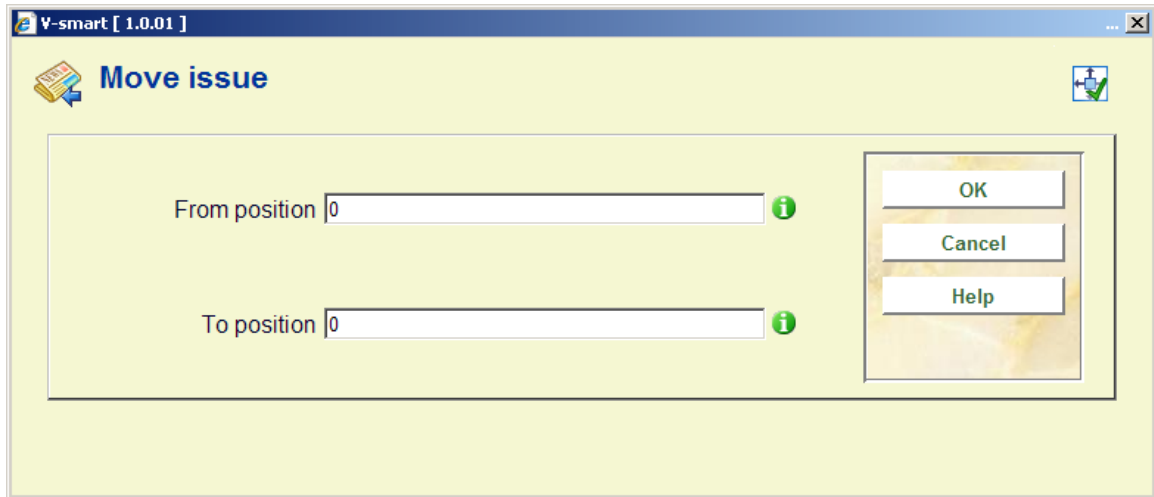 V-smart [ 1.0.01 ] ...
Move issue
From position 0
OK
Cancel
Help
To position 0